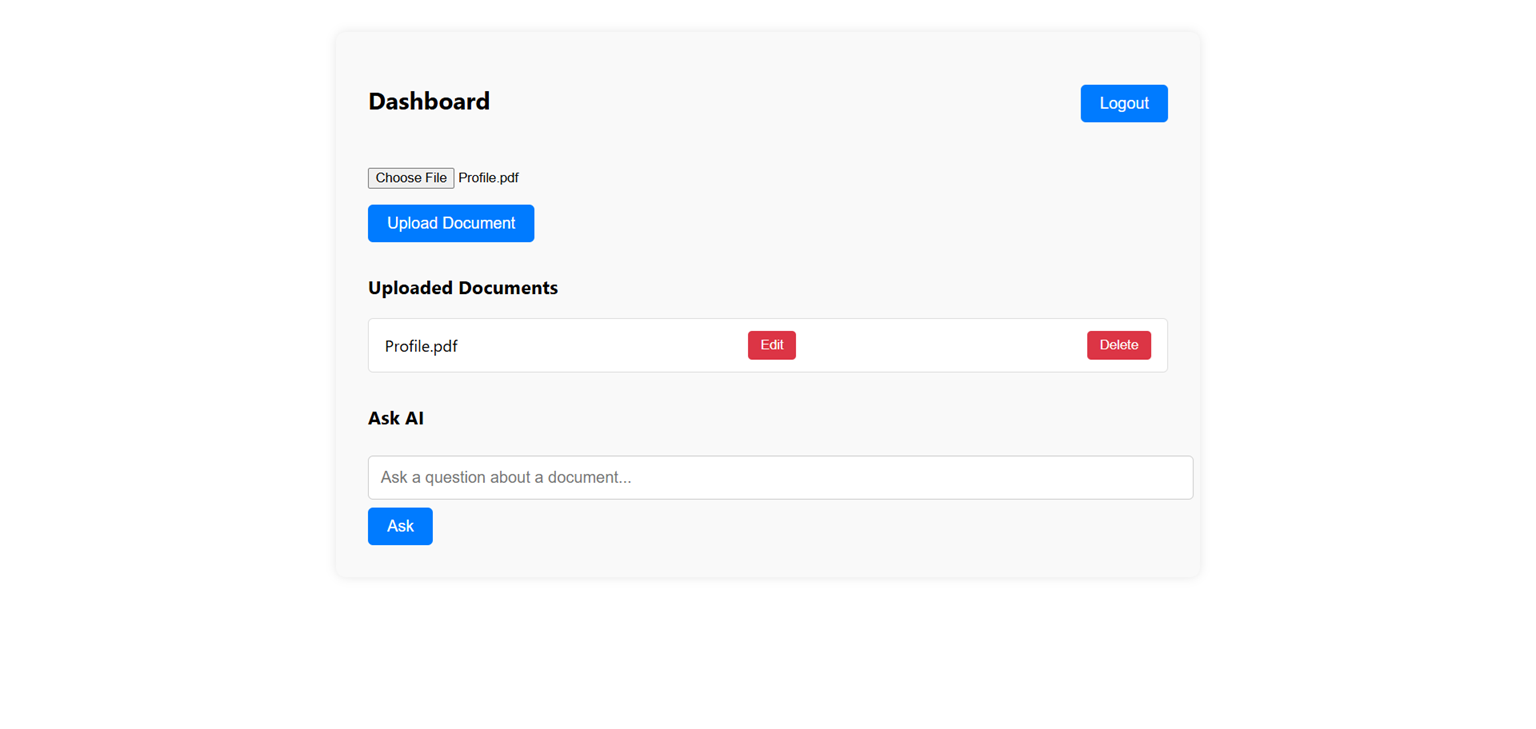 Dashboard Logout
Choose File Profile.pdf
Upload Document
Uploaded Documents
Profile.pdf Edit Delete
Ask AI
Ask a question about a document...
Ask